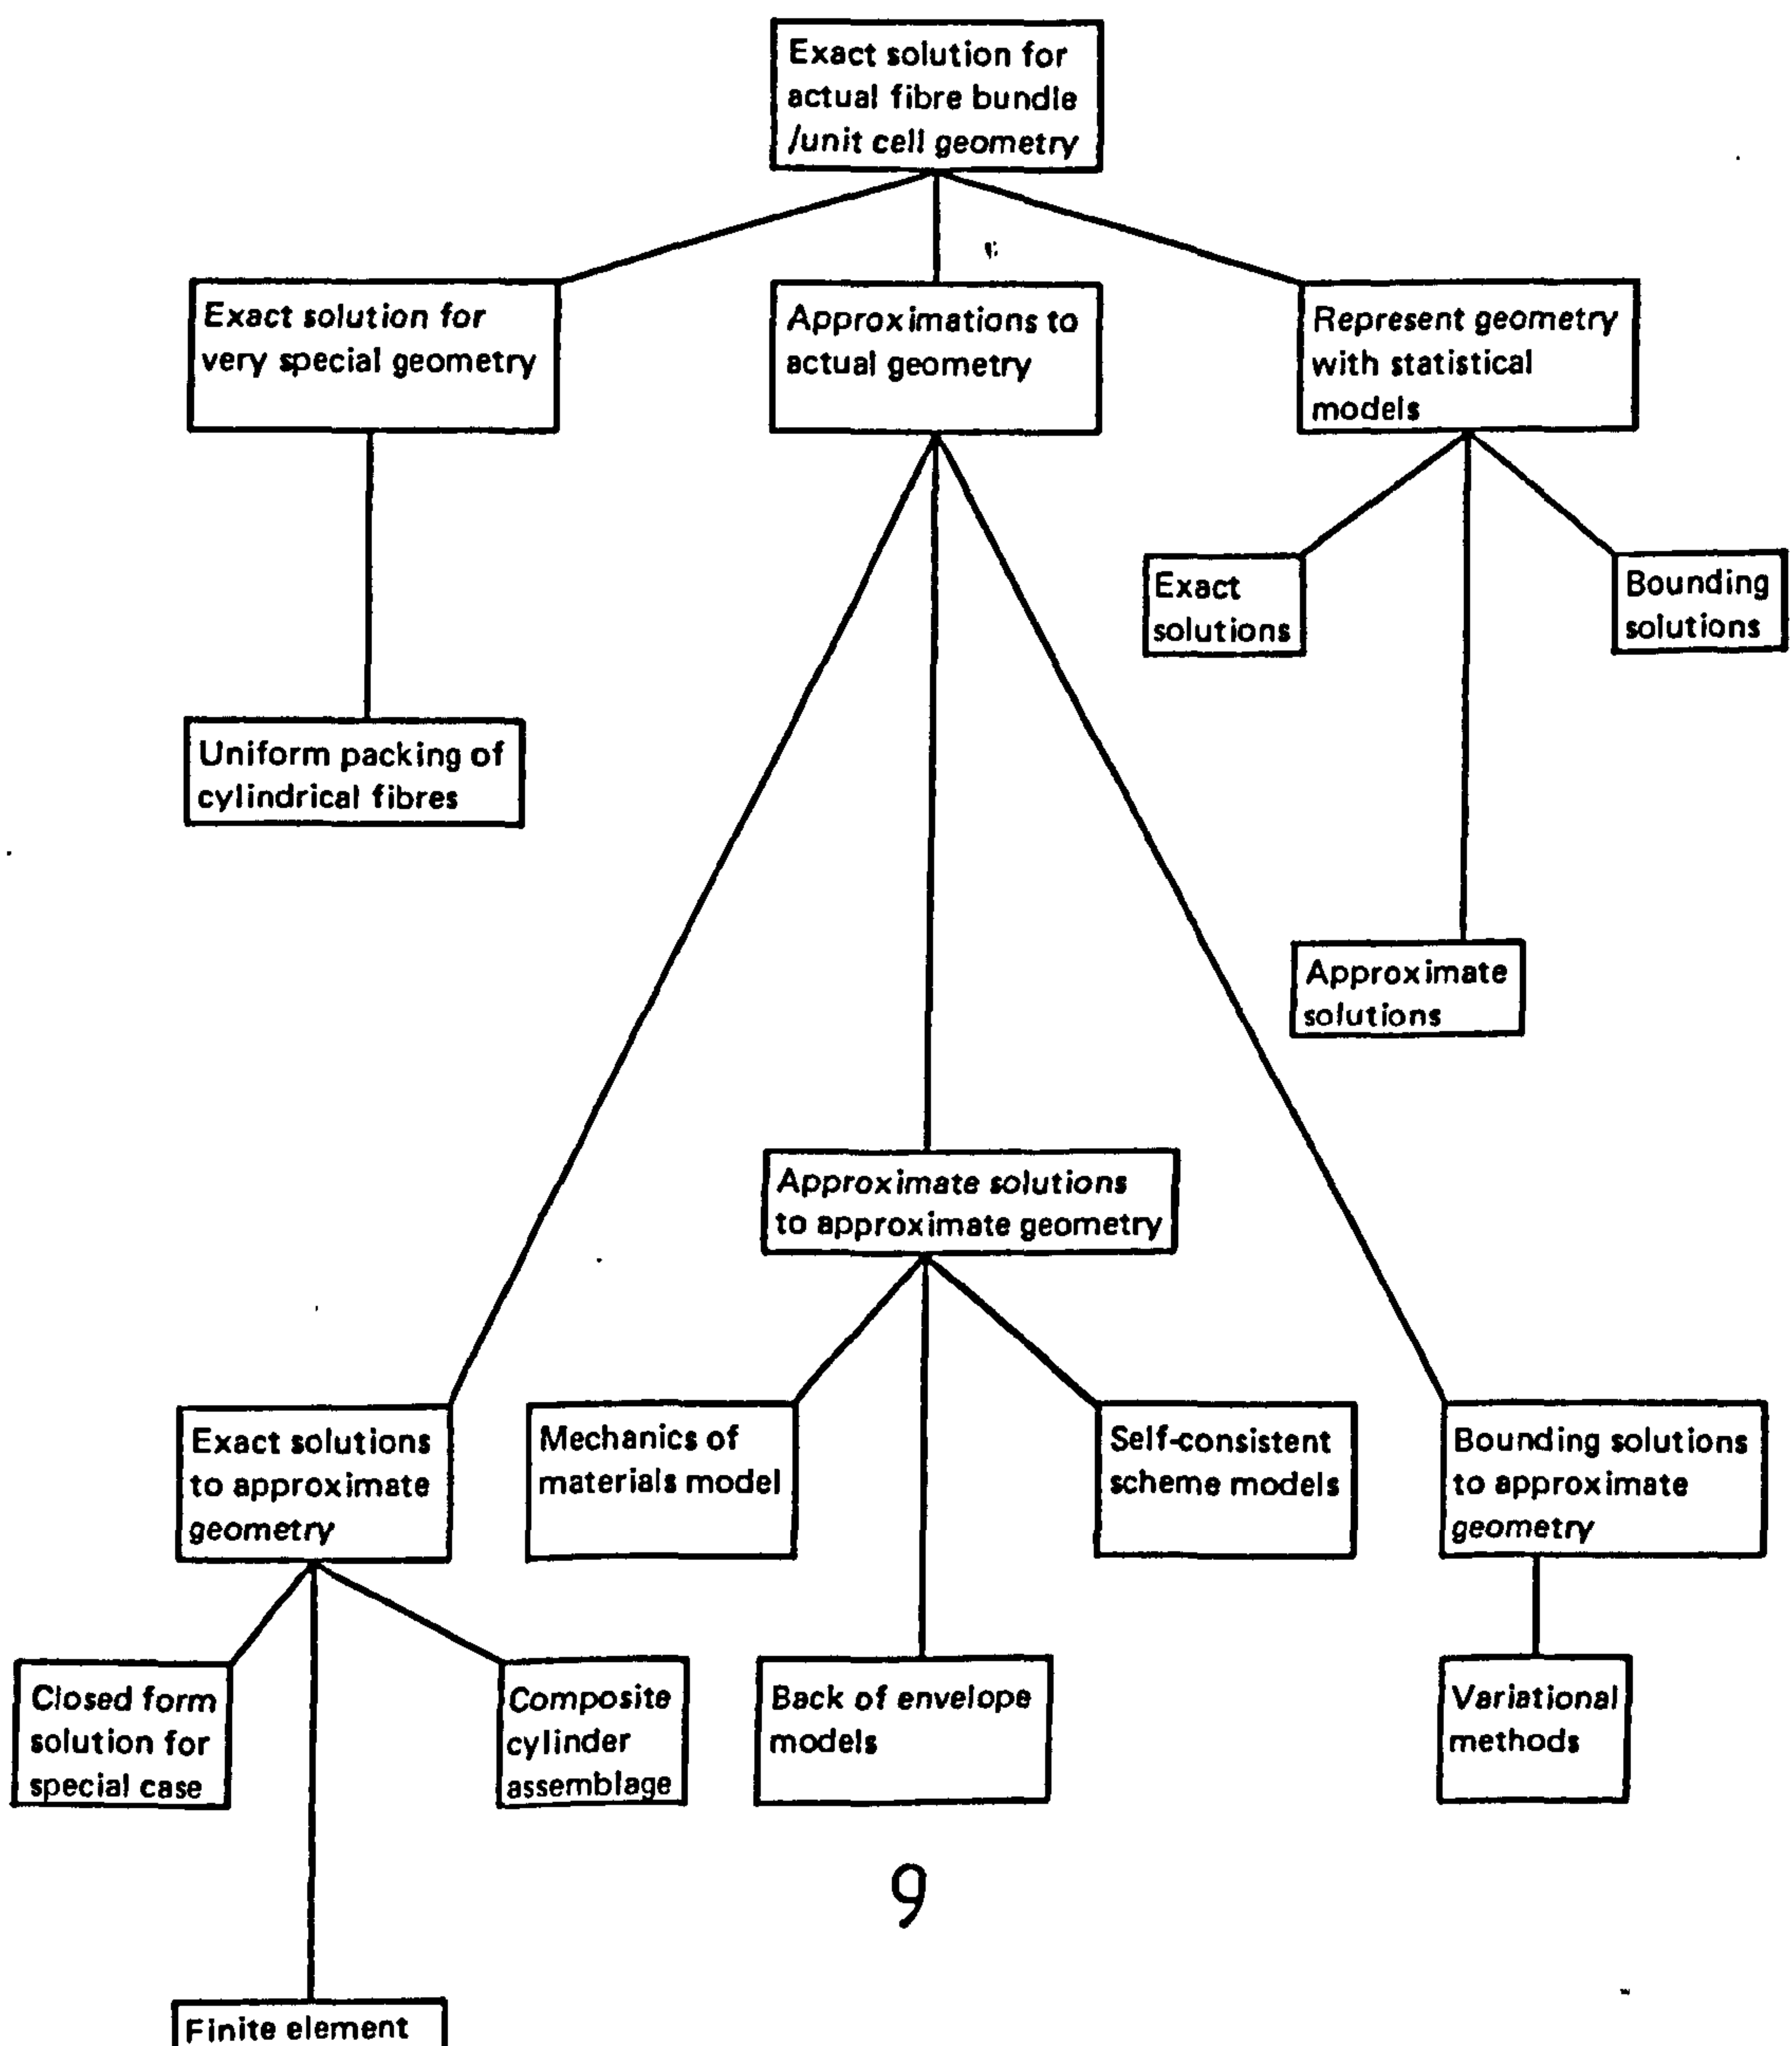 Exact solution for
actual fibre bundle
/unit cell geometry
Exact solution for
very special geometry
Approximations to
actual geometry
Represent geometry
with statistical
models
Exact
solutions
Bounding
solutions
Uniform packing of
cylindrical fibres
Approximate
solutions
Approximate solutions
to approximate geometry
Exact solutions
to approximate
geometry
Mechanics of
materials model
Self-consistent
scheme models
Bounding solutions
to approximate
geometry
Closed form
solution for
special case
Composite
cylinder
assemblage
Back of envelope
models
Variational
methods
9
Finite element